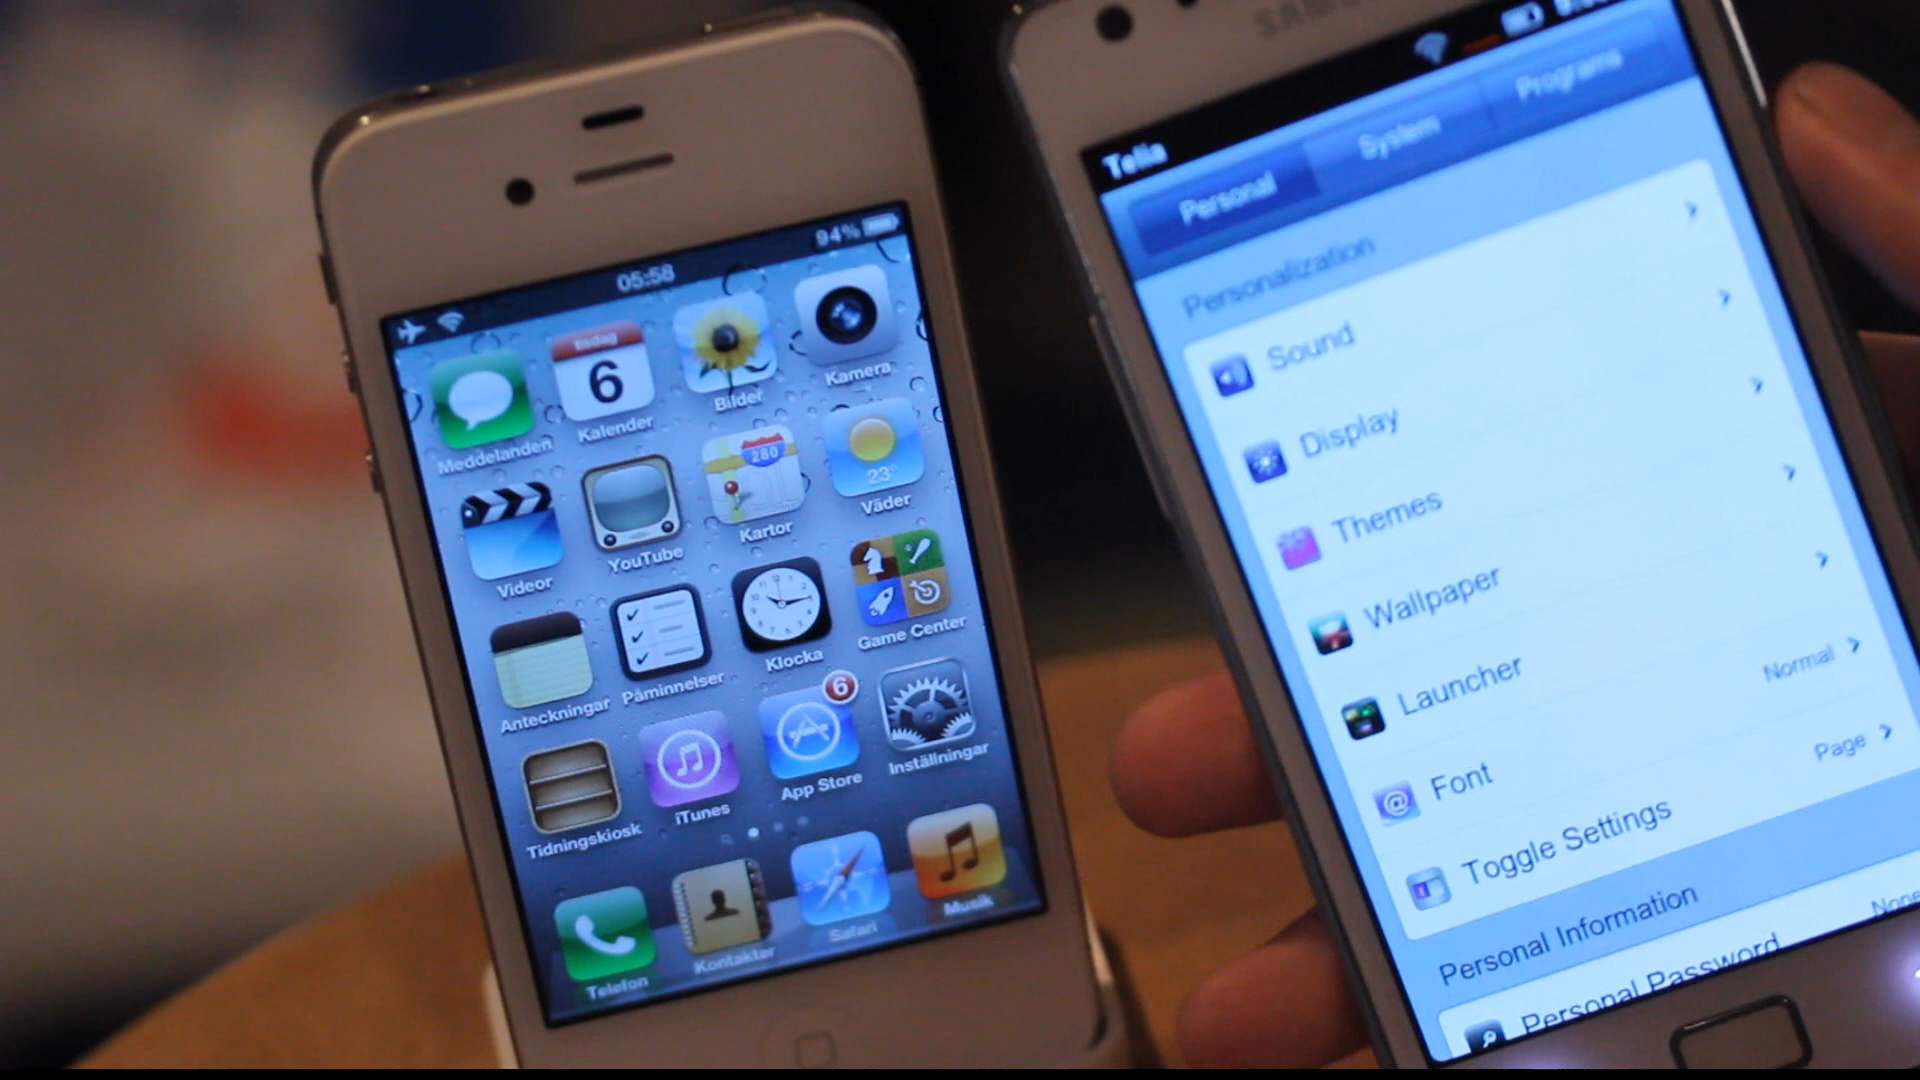 94%
05:58
tisdag
6
Meddelanden
Kalender
Bilder
Kamera
280
23°
Videor
YouTube
Kartor
Väder
Anteckningar
Påminnelser
Klocka
Game Center
6
Tidningskiosk
iTunes
App Store
Inställningar
Telefon
Kontakter
Safari
Musik
Telia
Personal
System
Programs
Personalization
Sound
Display
Themes
Wallpaper
Launcher
Font Normal
Toggle Settings Page
Personal Information
Personal Password None